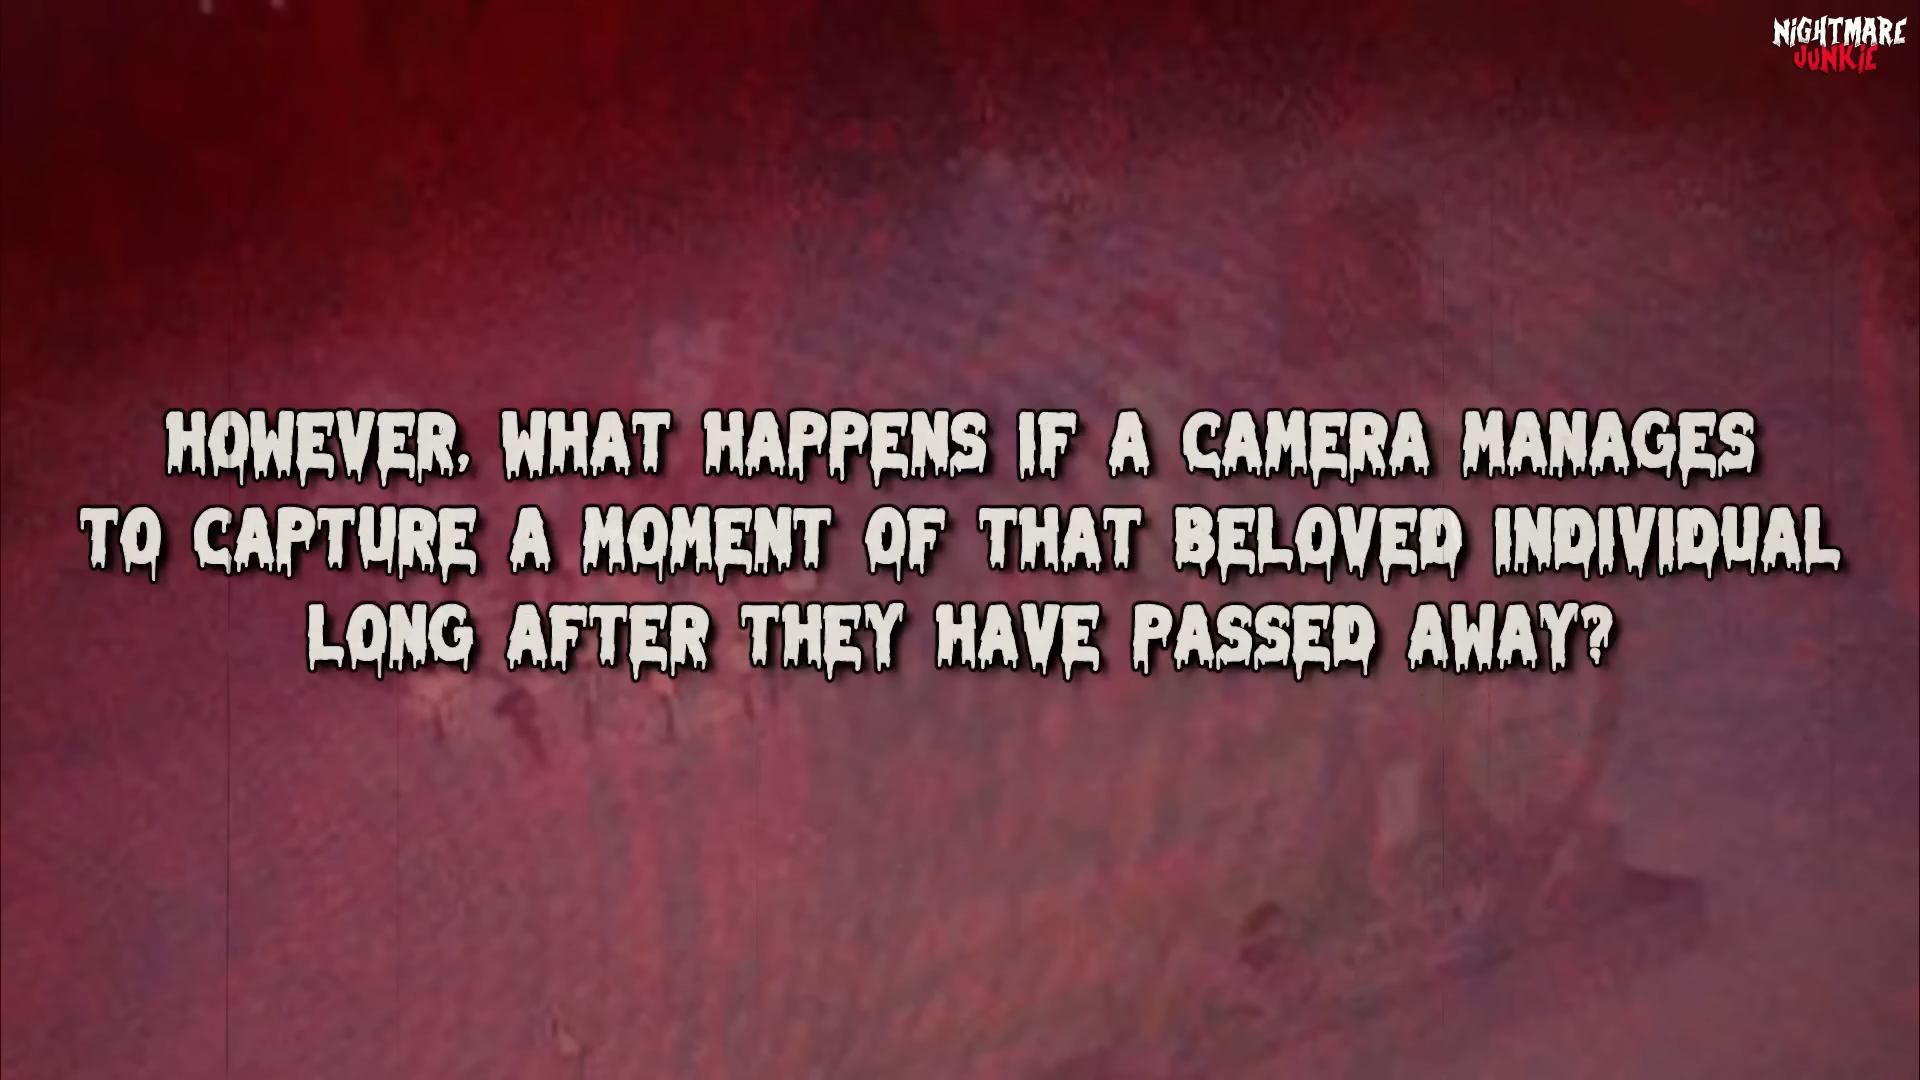 NIGHTMARE
JUNKIE
HOWEVER, WHAT HAPPENS IF A CAMERA MANAGES
TO CAPTURE A MOMENT OF THAT BELOVED INDIVIDUAL
LONG AFTER THEY HAVE PASSED AWAY?